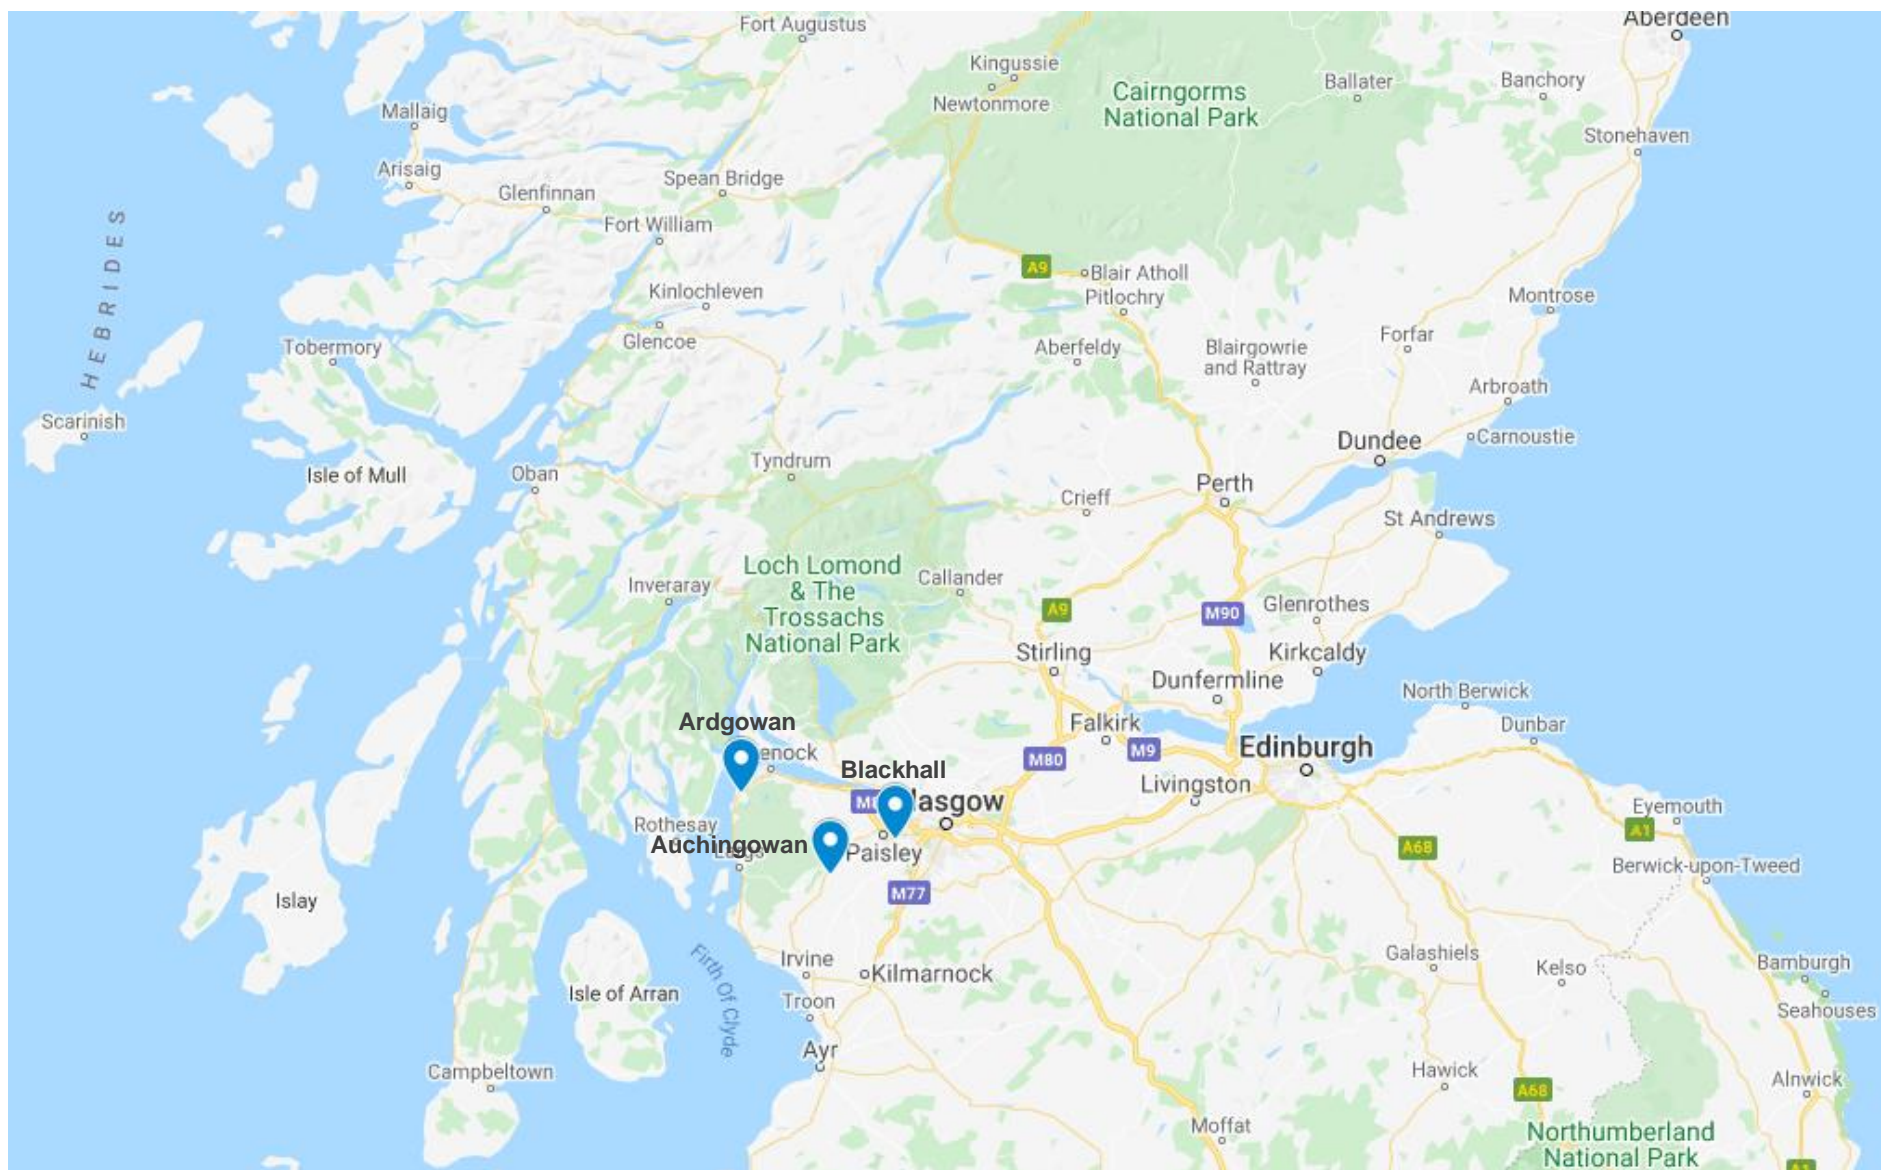 Aberdeen
Fort Augustus
Kingussie
Newtonmore
Cairngorms
National Park
Ballater
Banchory
Mallaig
Stonehaven
Arisaig
Glenfinnan
Spean Bridge
Fort William
HEBRIDES
A9
Blair Atholl
Pitlochry
Kinlochleven
Montrose
Glencoe
Tobermory
Aberfeldy
Blairgowrie
and Rattray
Forfar
Arbroath
Scarinish
Dundee
Carnoustie
Isle of Mull
Oban
Tyndrum
Crieff
Perth
St Andrews
Loch Lomond
& The
Trossachs
National Park
Inveraray
Callander
A9
M90
Glenrothes
Stirling
Kirkcaldy
Dunfermline
North Berwick
Ardgowan
enock
Falkirk
Dunbar
M80
M9
Edinburgh
Blackhall
lasgow
Livingston
Eyemouth
Rothesay
Auchingowan
Largs
Paisley
A1
A68
Berwick-upon-Tweed
M77
Islay
Firth Of Clyde
Irvine
Kilmarnock
Galashiels
Kelso
Bamburgh
Isle of Arran
Troon
Seahouses
Ayr
Campbeltown
Hawick
A68
Alnwick
Moffat
Northumberland
National Park
A1